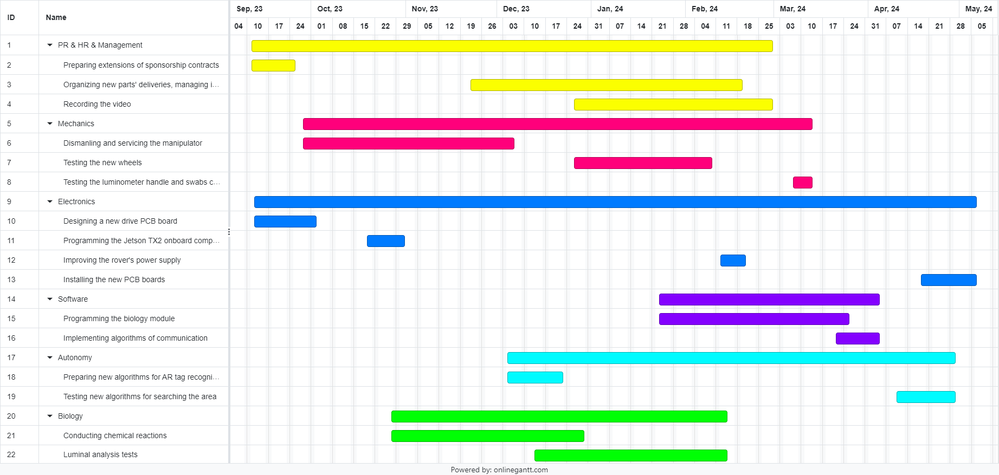 ID Name Sep, 23 Oct, 23 Nov, 23 Dec, 23 Jan, 24 Feb, 24 Mar, 24 Apr, 24 May, 24
04 10 17 24 01 08 15 22 29 05 12 19 26 03 10 17 24 31 07 14 21 28 04 11 18 25 03 10 17 24 31 07 14 21 28 05
1 PR & HR & Management
2 Preparing extensions of sponsorship contracts
3 Organizing new parts' deliveries, managing i...
4 Recording the video
5 Mechanics
6 Dismanling and servicing the manipulator
7 Testing the new wheels
8 Testing the luminometer handle and swabs c...
9 Electronics
10 Designing a new drive PCB board
11 Programming the Jetson TX2 onboard comp...
12 Improving the rover's power supply
13 Installing the new PCB boards
14 Software
15 Programming the biology module
16 Implementing algorithms of communication
17 Autonomy
18 Preparing new algorithms for AR tag recogni...
19 Testing new algorithms for searching the area
20 Biology
21 Conducting chemical reactions
22 Luminal analysis tests
Powered by: onlinegantt.com